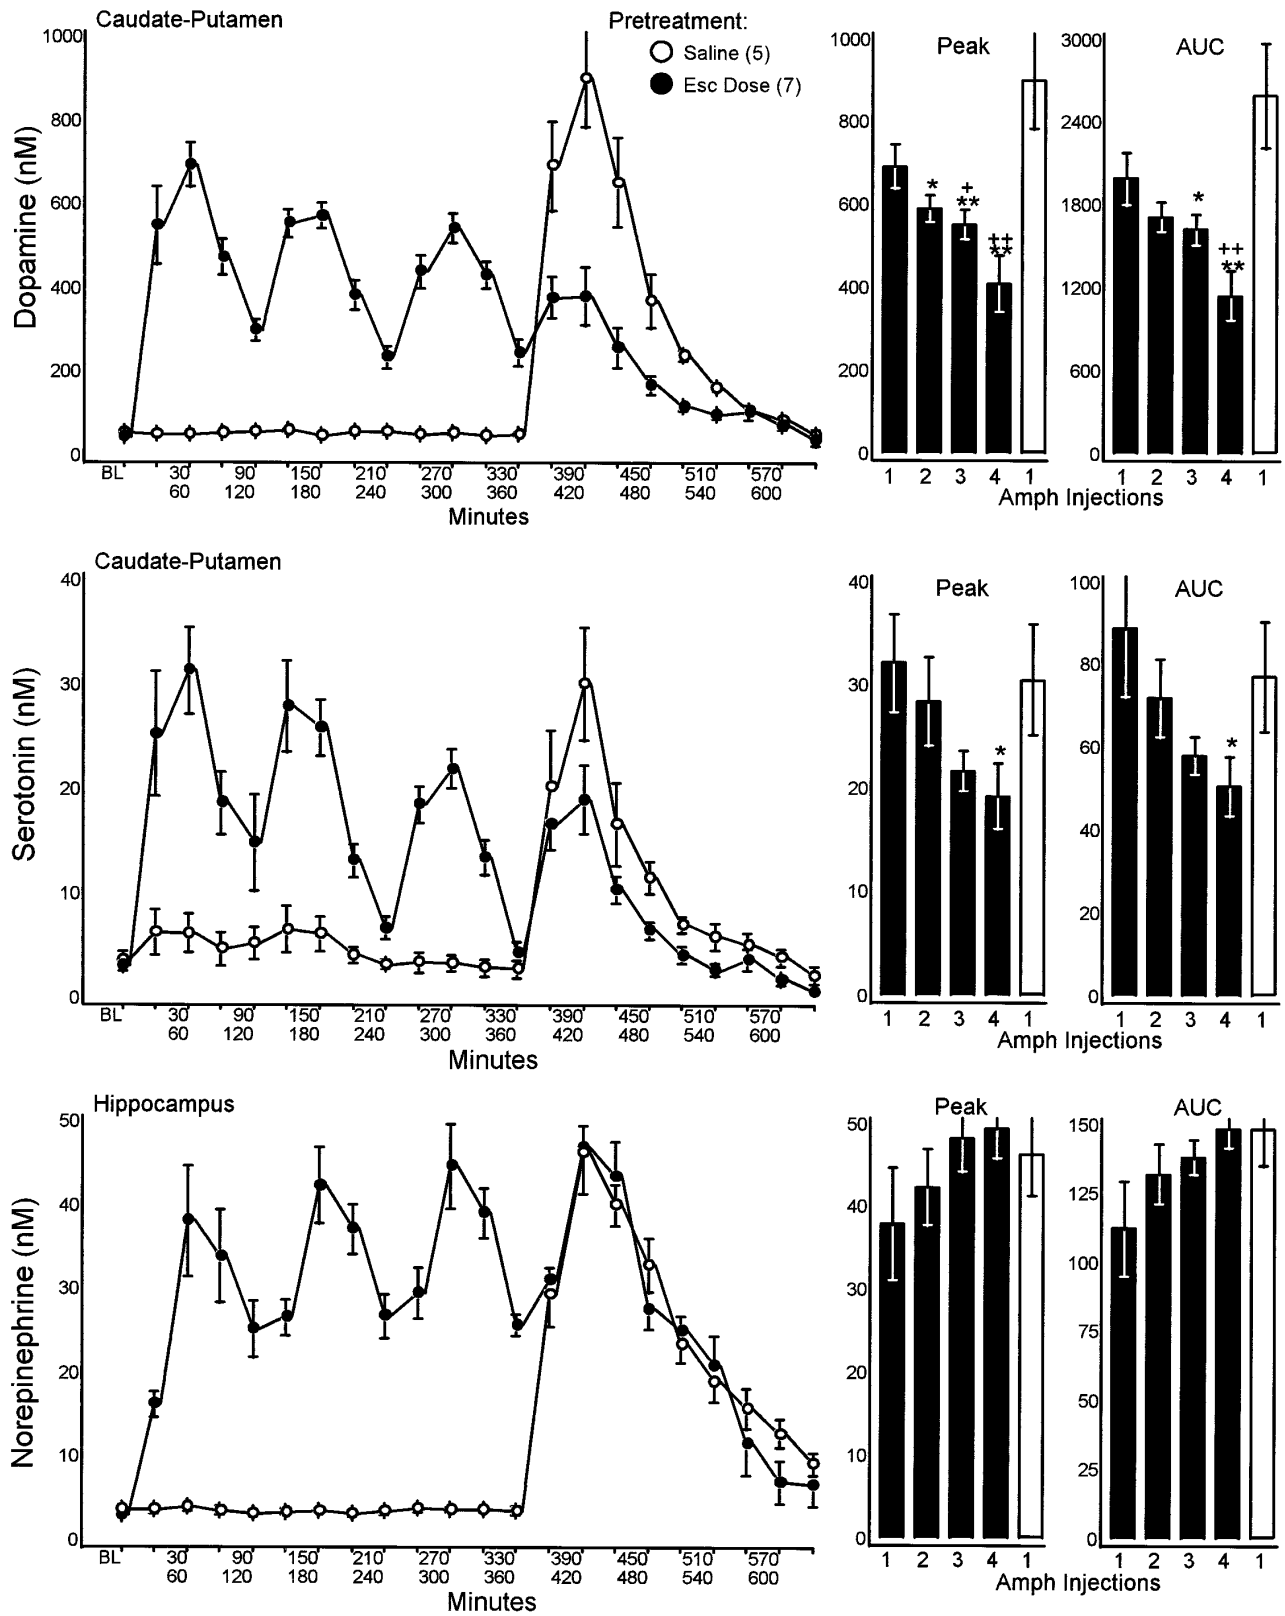 Caudate-Putamen
Pretreatment:
Saline (5)
Esc Dose (7)
Dopamine (nM)
1000
800
600
400
200
0
BL 30 90 150 210 270 330 390 450 510 570
60 120 180 240 300 360 420 480 540 600
Minutes
Peak
1000
800
600
400
200
0
*
+
**
++
**
1 2 3 4 1
AUC
3000
2400
1800
1200
600
0
*
++
**
1 2 3 4 1
Amph Injections
Caudate-Putamen
Serotonin (nM)
40
30
20
10
0
BL 30 90 150 210 270 330 390 450 510 570
60 120 180 240 300 360 420 480 540 600
Minutes
Peak
40
30
20
10
0
*
1 2 3 4 1
AUC
100
80
60
40
20
0
*
1 2 3 4 1
Amph Injections
Hippocampus
Norepinephrine (nM)
50
40
30
20
10
0
BL 30 90 150 210 270 330 390 450 510 570
60 120 180 240 300 360 420 480 540 600
Minutes
Peak
50
40
30
20
10
0
1 2 3 4 1
AUC
150
125
100
75
50
25
0
1 2 3 4 1
Amph Injections